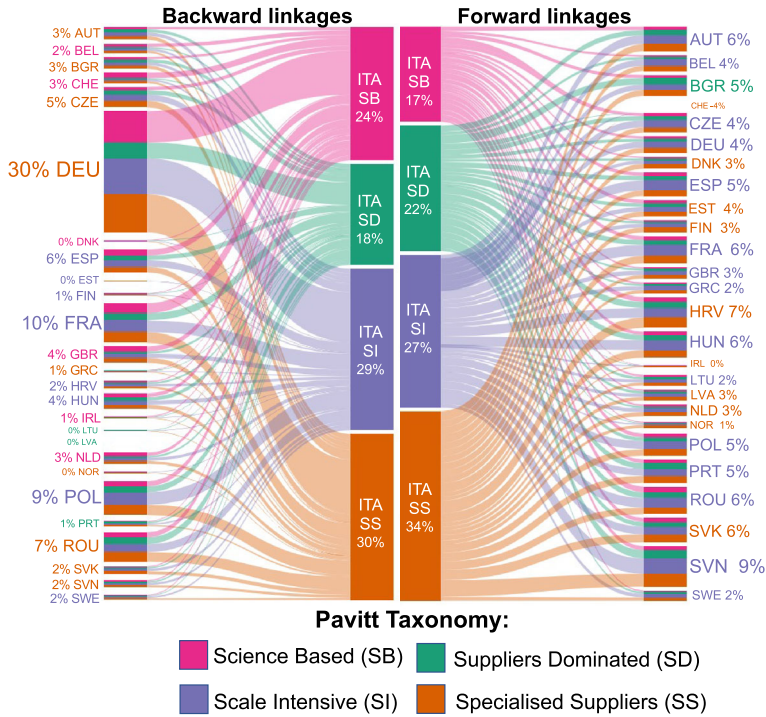 Backward linkages
Forward linkages
3% AUT
2% BEL
3% BGR
3% CHE
5% CZE
30% DEU
0% DNK
6% ESP
0% EST
1% FIN
10% FRA
4% GBR
1% GRC
2% HRV
4% HUN
1% IRL
0% LTU
0% LVA
3% NLD
0% NOR
9% POL
1% PRT
7% ROU
2% SVK
2% SVN
2% SWE
ITA
SB
24%
ITA
SD
18%
ITA
SI
29%
ITA
SS
30%
ITA
SB
17%
ITA
SD
22%
ITA
SI
27%
ITA
SS
34%
AUT 6%
BEL 4%
BGR 5%
CHE 4%
CZE 4%
DEU 4%
DNK 3%
ESP 5%
EST 4%
FIN 3%
FRA 6%
GBR 3%
GRC 2%
HRV 7%
HUN 6%
IRL 0%
LTU 2%
LVA 3%
NLD 3%
NOR 1%
POL 5%
PRT 5%
ROU 6%
SVK 6%
SVN 9%
SWE 2%
Pavitt Taxonomy:
Science Based (SB)
Suppliers Dominated (SD)
Scale Intensive (SI)
Specialised Suppliers (SS)